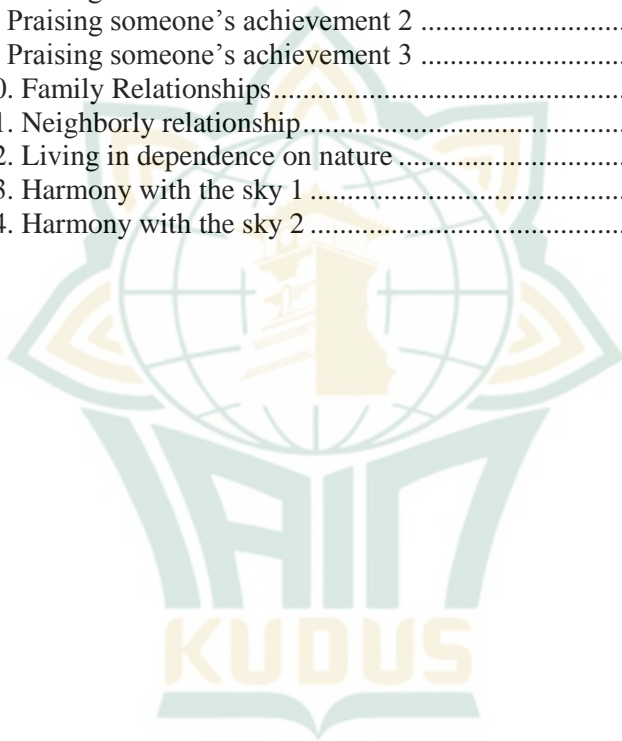 Praising someone’s achievement 2 ..............................
Praising someone’s achievement 3 ..............................
0. Family Relationships...................................................
1. Neighborly relationship..............................................
2. Living in dependence on nature .................................
3. Harmony with the sky 1 .............................................
4. Harmony with the sky 2 .............................................
IAIN
KUDUS